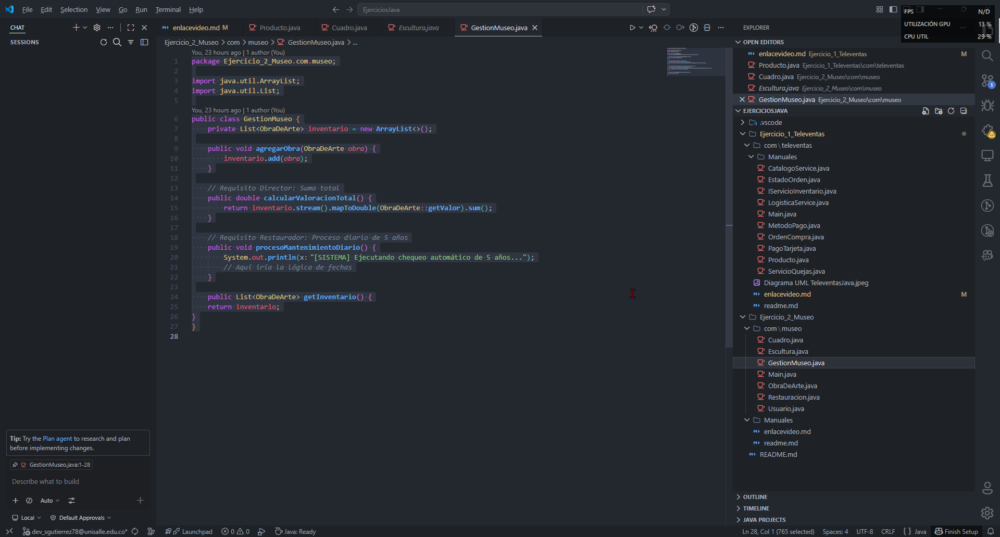 File Edit Selection View Go Run Terminal Help
EjerciciosJava
FPS N/D
UTILIZACIÓN GPU 13 %
CPU UTIL 29 %
CHAT
SESSIONS
Tip: Try the Plan agent to research and plan
before implementing changes.
GestionMuseo.java:1-28
Describe what to build
Auto
Local Default Approvals
enlacevideo.md M Producto.java Cuadro.java Escultura.java GestionMuseo.java
Ejercicio_2_Museo > com > museo > GestionMuseo.java > ...
You, 23 hours ago | 1 author (You)
1 package Ejercicio_2_Museo.com.museo;
2
3 import java.util.ArrayList;
4 import java.util.List;
5
You, 23 hours ago | 1 author (You)
6 public class GestionMuseo {
7 private List<ObraDeArte> inventario = new ArrayList<>();
8
9 public void agregarObra(ObraDeArte obra) {
10 inventario.add(obra);
11 }
12
13 // Requisito Director: Suma total
14 public double calcularValoracionTotal() {
15 return inventario.stream().mapToDouble(ObraDeArte::getValor).sum();
16 }
17
18 // Requisito Restaurador: Proceso diario de 5 años
19 public void procesoMantenimientoDiario() {
20 System.out.println(x: "[SISTEMA] Ejecutando chequeo automático de 5 años...");
21 // Aquí iría la lógica de fechas
22 }
23
24 public List<ObraDeArte> getInventario() {
25 return inventario;
26 }
27 }
28
EXPLORER
OPEN EDITORS
enlacevideo.md Ejercicio_1_Televentas M
Producto.java Ejercicio_1_Televentas\com\televentas
Cuadro.java Ejercicio_2_Museo\com\museo
Escultura.java Ejercicio_2_Museo\com\museo
GestionMuseo.java Ejercicio_2_Museo\com\museo
EJERCICIOSJAVA
.vscode
Ejercicio_1_Televentas
com\televentas
Manuales
CatalogoService.java
EstadoOrden.java
IServicioInventario.java
LogisticaService.java
Main.java
MetodoPago.java
OrdenCompra.java
PagoTarjeta.java
Producto.java
ServicioQuejas.java
Diagrama UML TeleventasJava.jpeg
enlacevideo.md M
readme.md
Ejercicio_2_Museo
com\museo
Cuadro.java
Escultura.java
GestionMuseo.java
Main.java
ObraDeArte.java
Restauracion.java
Usuario.java
Manuales
enlacevideo.md
readme.md
README.md
OUTLINE
TIMELINE
JAVA PROJECTS
1
dev_sgutierrez78@unisalle.edu.co* Launchpad 0 0 Java: Ready
Ln 28, Col 1 (765 selected) Spaces: 4 UTF-8 CRLF { } Java Finish Setup